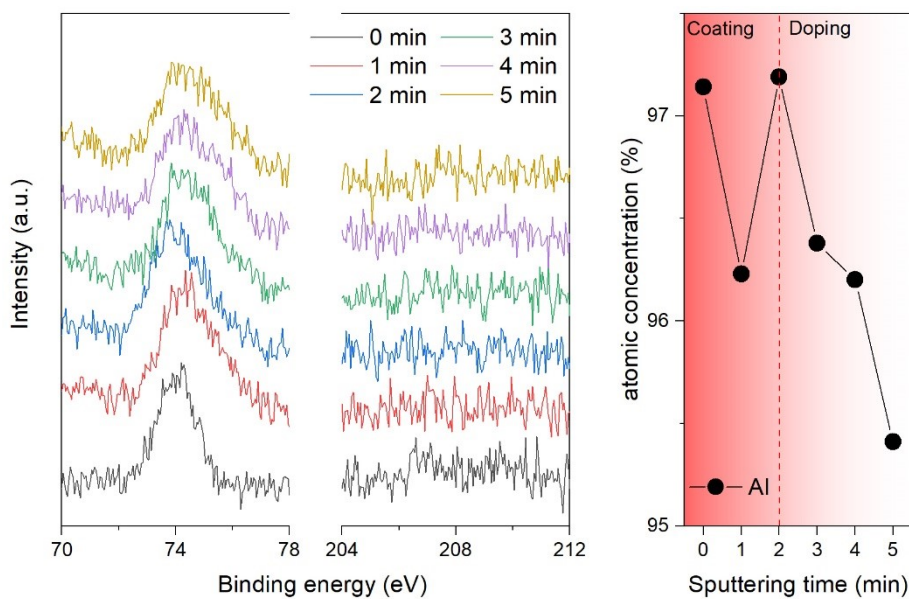 0 min
1 min
2 min
3 min
4 min
5 min
Intensity (a.u.)
70 74 78
204 208 212
Binding energy (eV)
Coating Doping
atomic concentration (%)
97
96
95
Al
0 1 2 3 4 5
Sputtering time (min)